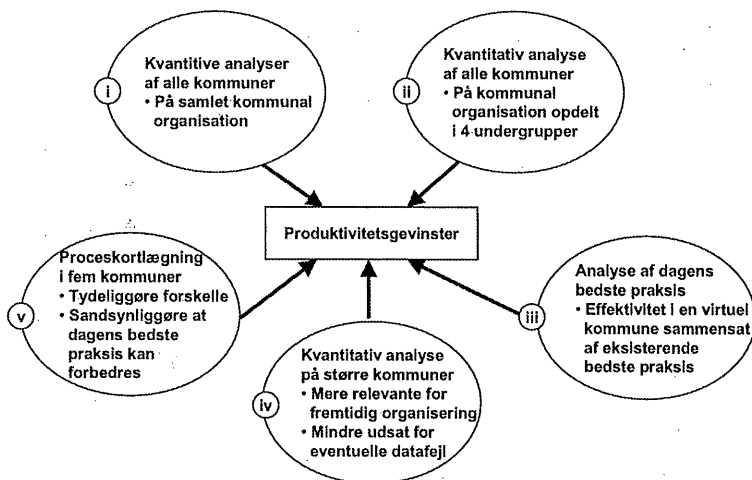 i
Kvantitive analyser
af alle kommuner
• På samlet kommunal
organisation
ii
Kvantitativ analyse
af alle kommuner
• På kommunal
organisation opdelt
i 4 undergrupper
Produktivitetsgevinster
v
Proceskortlægning
i fem kommuner
• Tydeliggøre forskelle
• Sandsynliggøre at
dagens bedste
praksis kan
forbedres
iv
Kvantitativ analyse
på større kommuner
• Mere relevante for
fremtidig organisering
• Mindre udsat for
eventuelle datafejl
iii
Analyse af dagens
bedste praksis
• Effektivitet i en virtuel
kommune sammensat
af eksisterende
bedste praksis